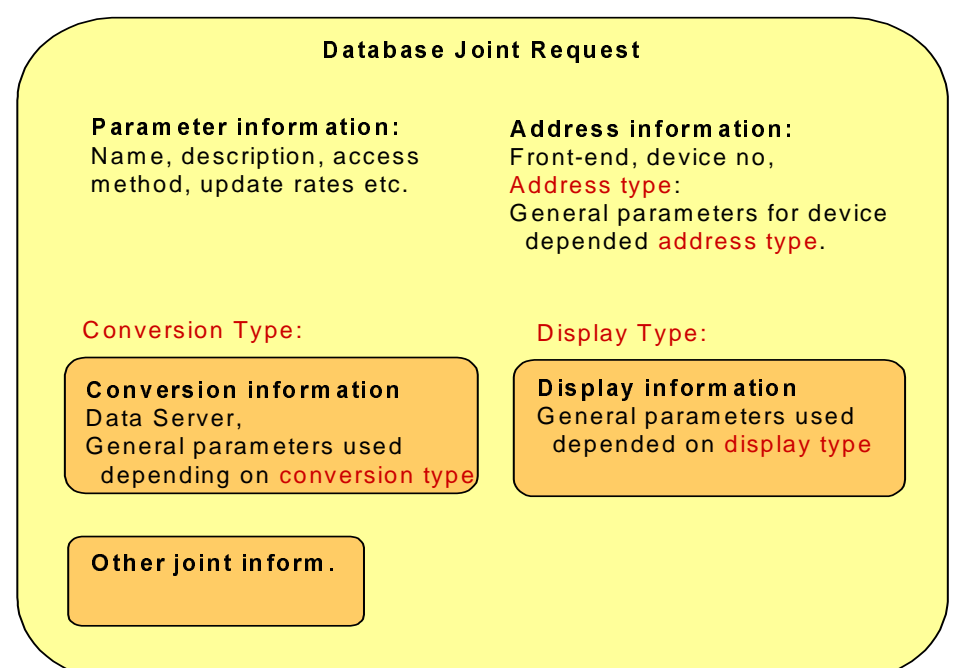 Database Joint Request
Parameter information:
Name, description, access
method, update rates etc.
Address information:
Front-end, device no,
Address type:
General parameters for device
depended address type.
Conversion Type:
Conversion information
Data Server,
General parameters used
depending on conversion type
Display Type:
Display information
General parameters used
depended on display type
Other joint inform.